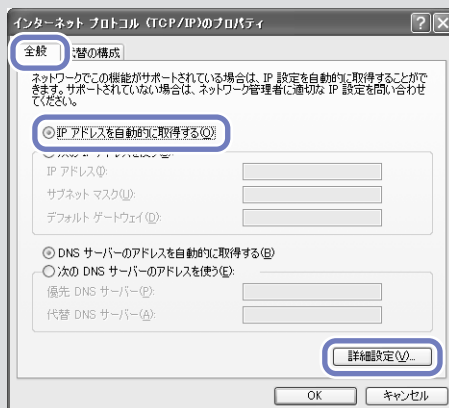 インターネット プロトコル (TCP/IP)のプロパティ
全般
代替の構成
ネットワークでこの機能がサポートされている場合は、IP 設定を自動的に取得することがで
きます。サポートされていない場合は、ネットワーク管理者に適切な IP 設定を問い合わせ
てください。
IP アドレスを自動的に取得する(O)
次の IP アドレスを使う(S):
IP アドレス(I):
サブネット マスク(U):
デフォルト ゲートウェイ(D):
DNS サーバーのアドレスを自動的に取得する(B)
次の DNS サーバーのアドレスを使う(E):
優先 DNS サーバー(P):
代替 DNS サーバー(A):
詳細設定(V)...
OK
キャンセル